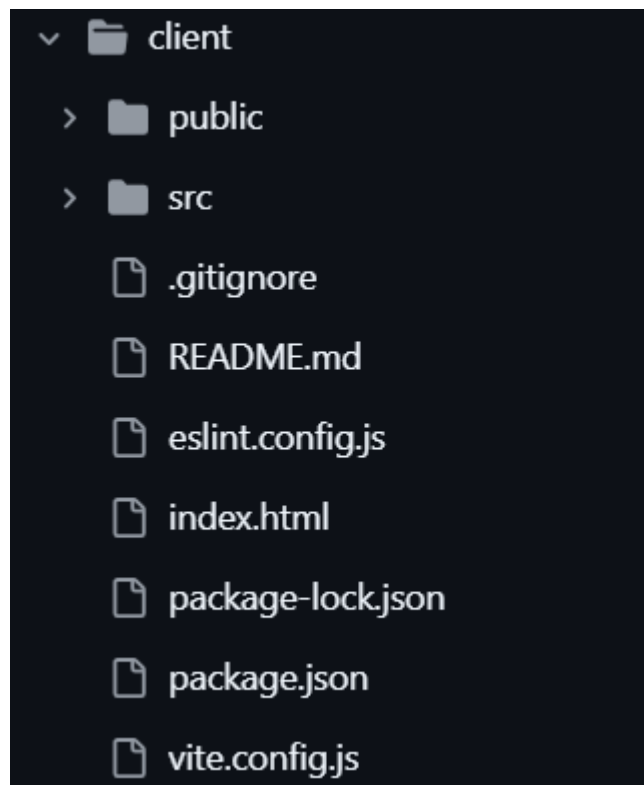 client
public
src
.gitignore
README.md
eslint.config.js
index.html
package-lock.json
package.json
vite.config.js